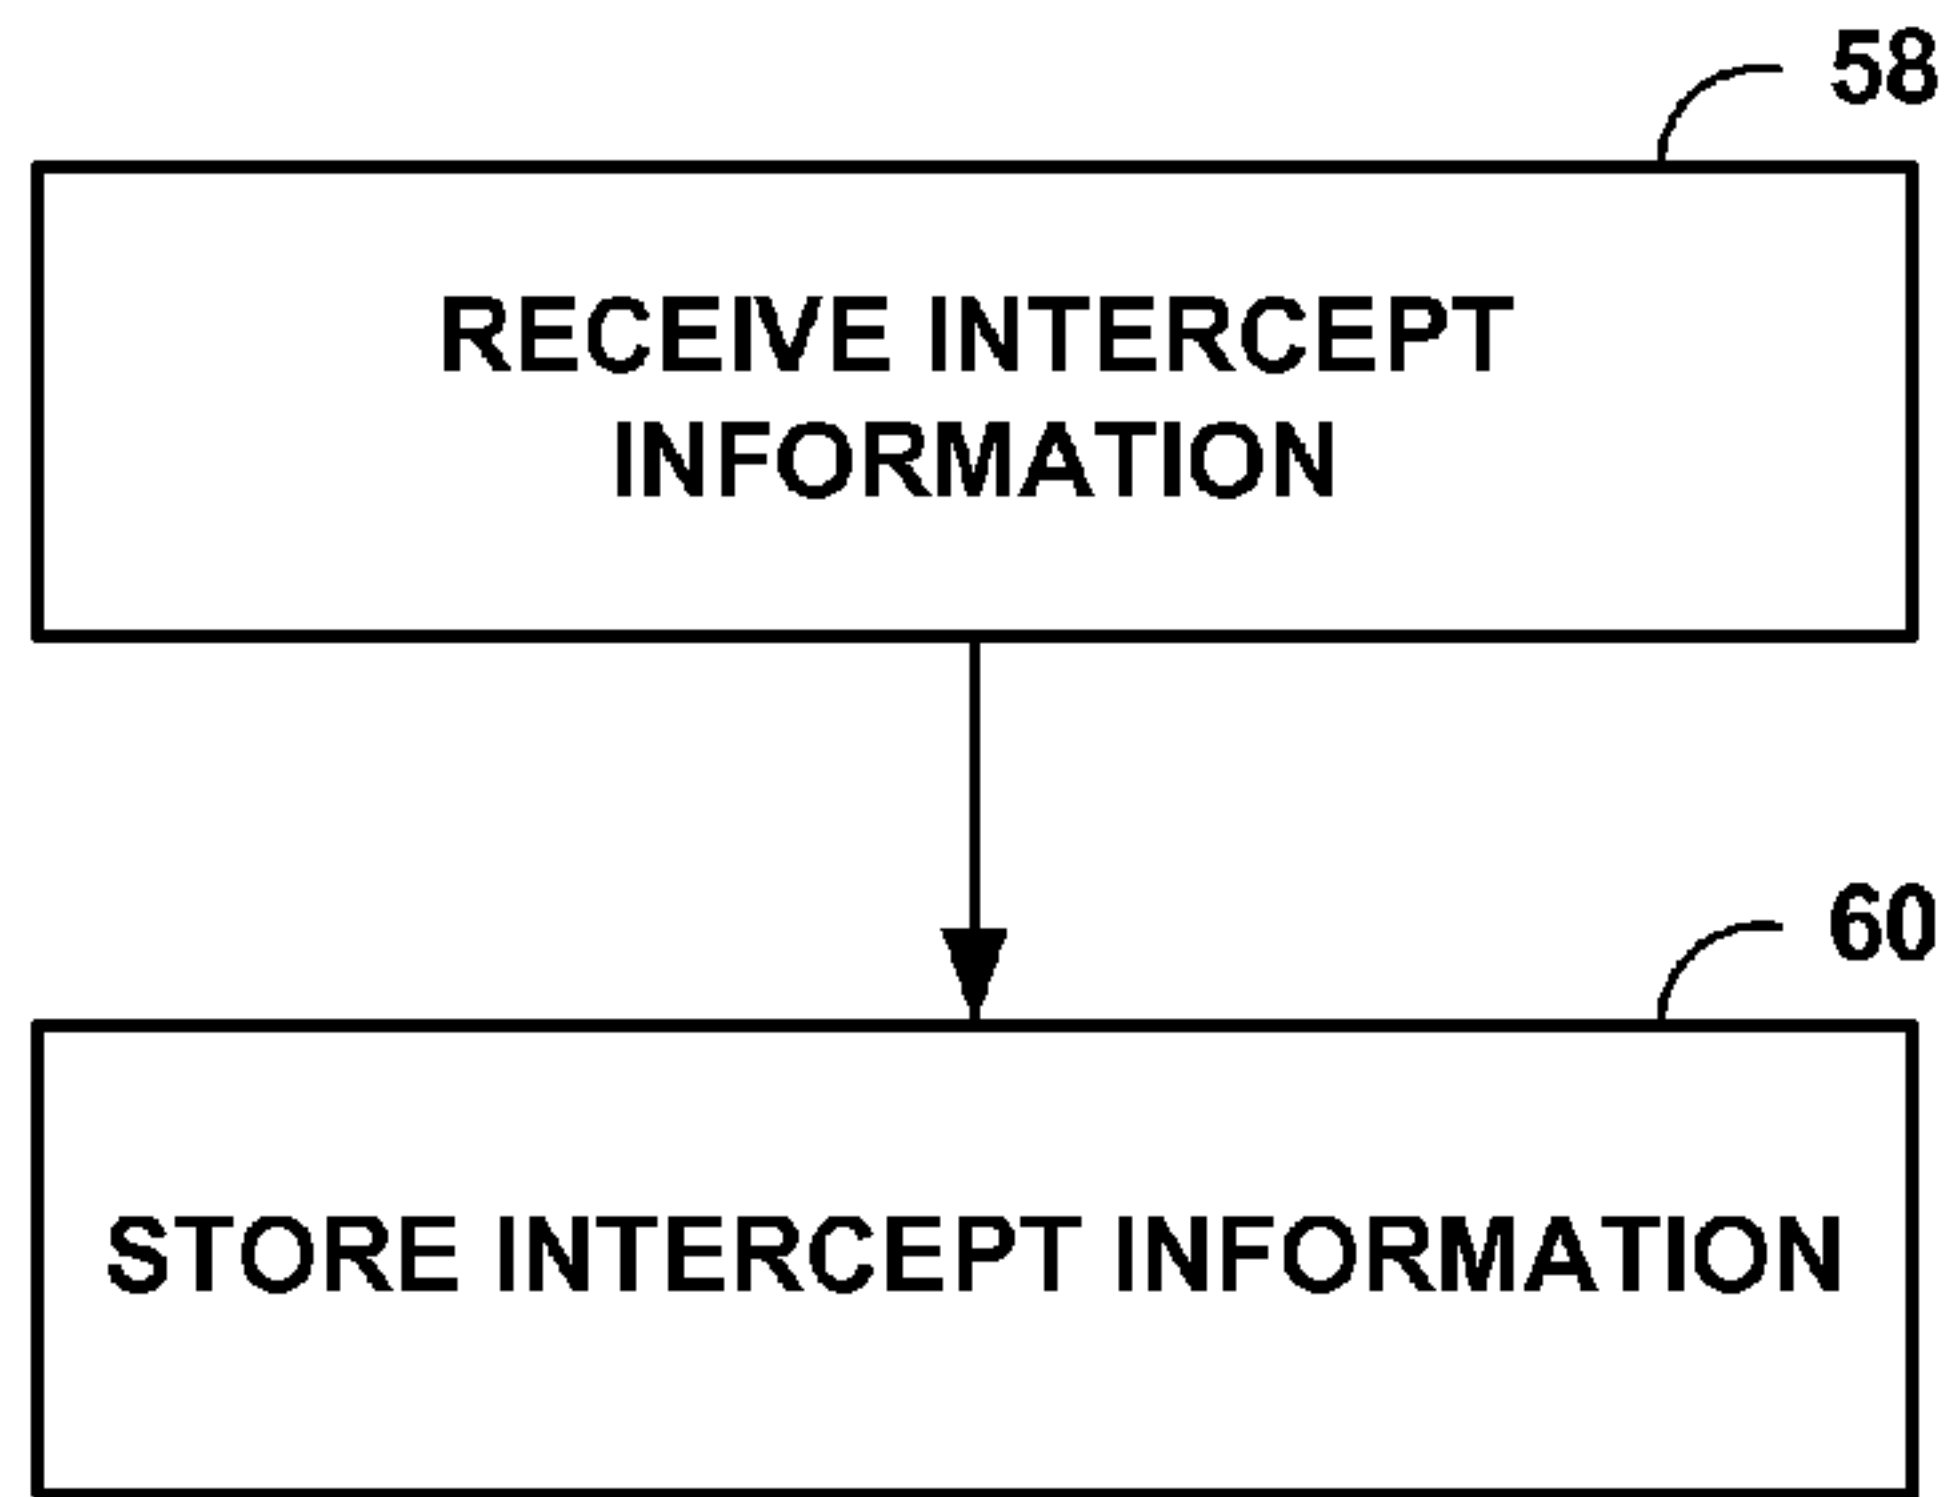 58
RECEIVE INTERCEPT
INFORMATION
60
STORE INTERCEPT INFORMATION